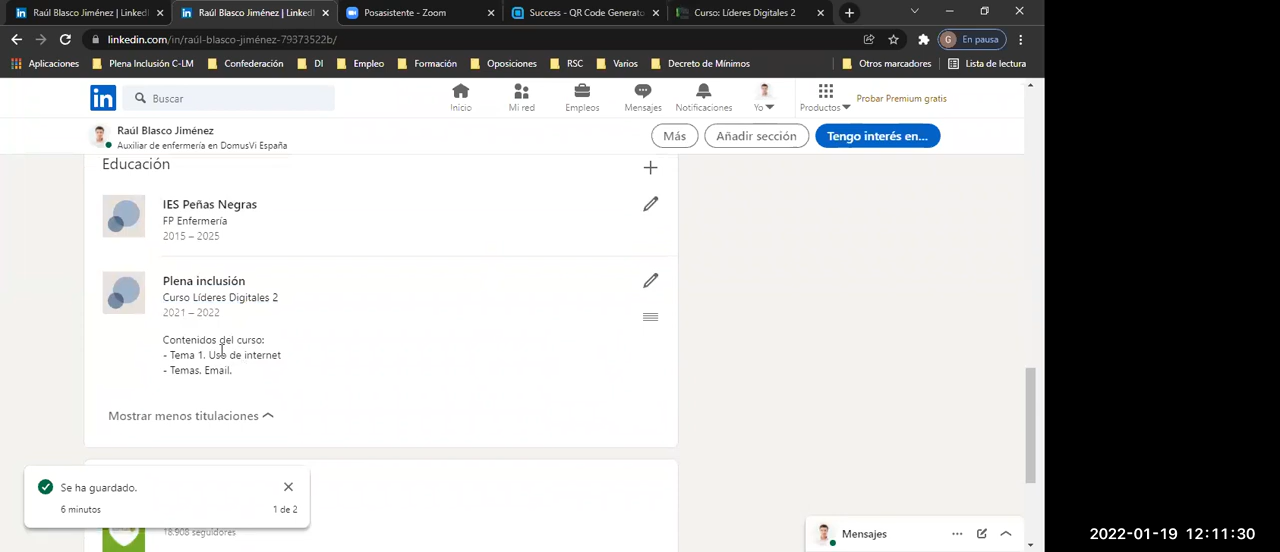 Raúl Blasco Jiménez | LinkedI
Raúl Blasco Jiménez | LinkedI
Posasistente - Zoom
Success - QR Code Generato
Curso: Líderes Digitales 2
linkedin.com/in/raúl-blasco-jiménez-79373522b/
G En pausa
Aplicaciones
Plena Inclusión C-LM
Confederación
DI
Empleo
Formación
Oposiciones
RSC
Varios
Decreto de Mínimos
Otros marcadores
Lista de lectura
in
Buscar
Inicio
Mi red
Empleos
Mensajes
Notificaciones
Yo
Productos
Probar Premium gratis
Raúl Blasco Jiménez
Auxiliar de enfermería en DomusVi España
Más
Añadir sección
Tengo interés en...
Educación
IES Peñas Negras
FP Enfermería
2015 – 2025
Plena inclusión
Curso Líderes Digitales 2
2021 – 2022
Contenidos del curso:
- Tema 1. Uso de internet
- Temas. Email.
Mostrar menos titulaciones
Se ha guardado.
6 minutos
1 de 2
18.908 seguidores
Mensajes
2022-01-19 12:11:30